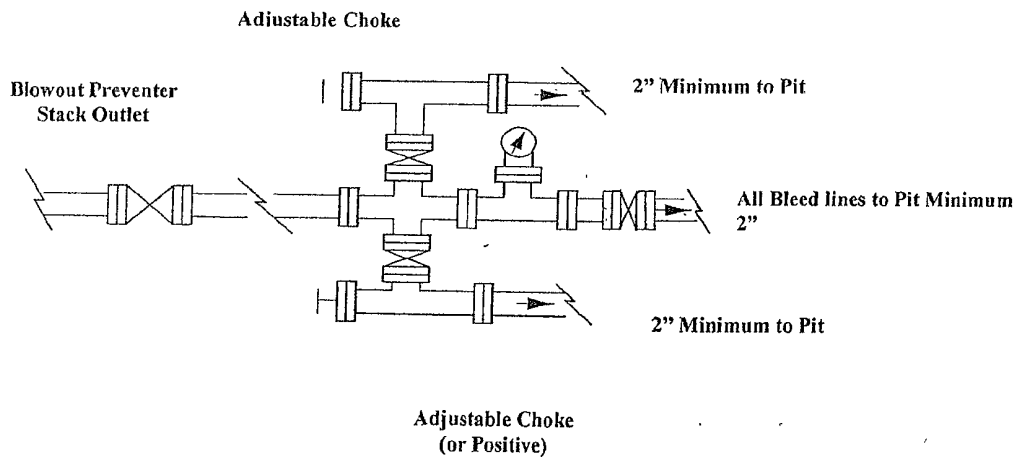 Adjustable Choke
Blowout Preventer
Stack Outlet
2” Minimum to Pit
All Bleed lines to Pit Minimum
2”
2” Minimum to Pit
Adjustable Choke
(or Positive)